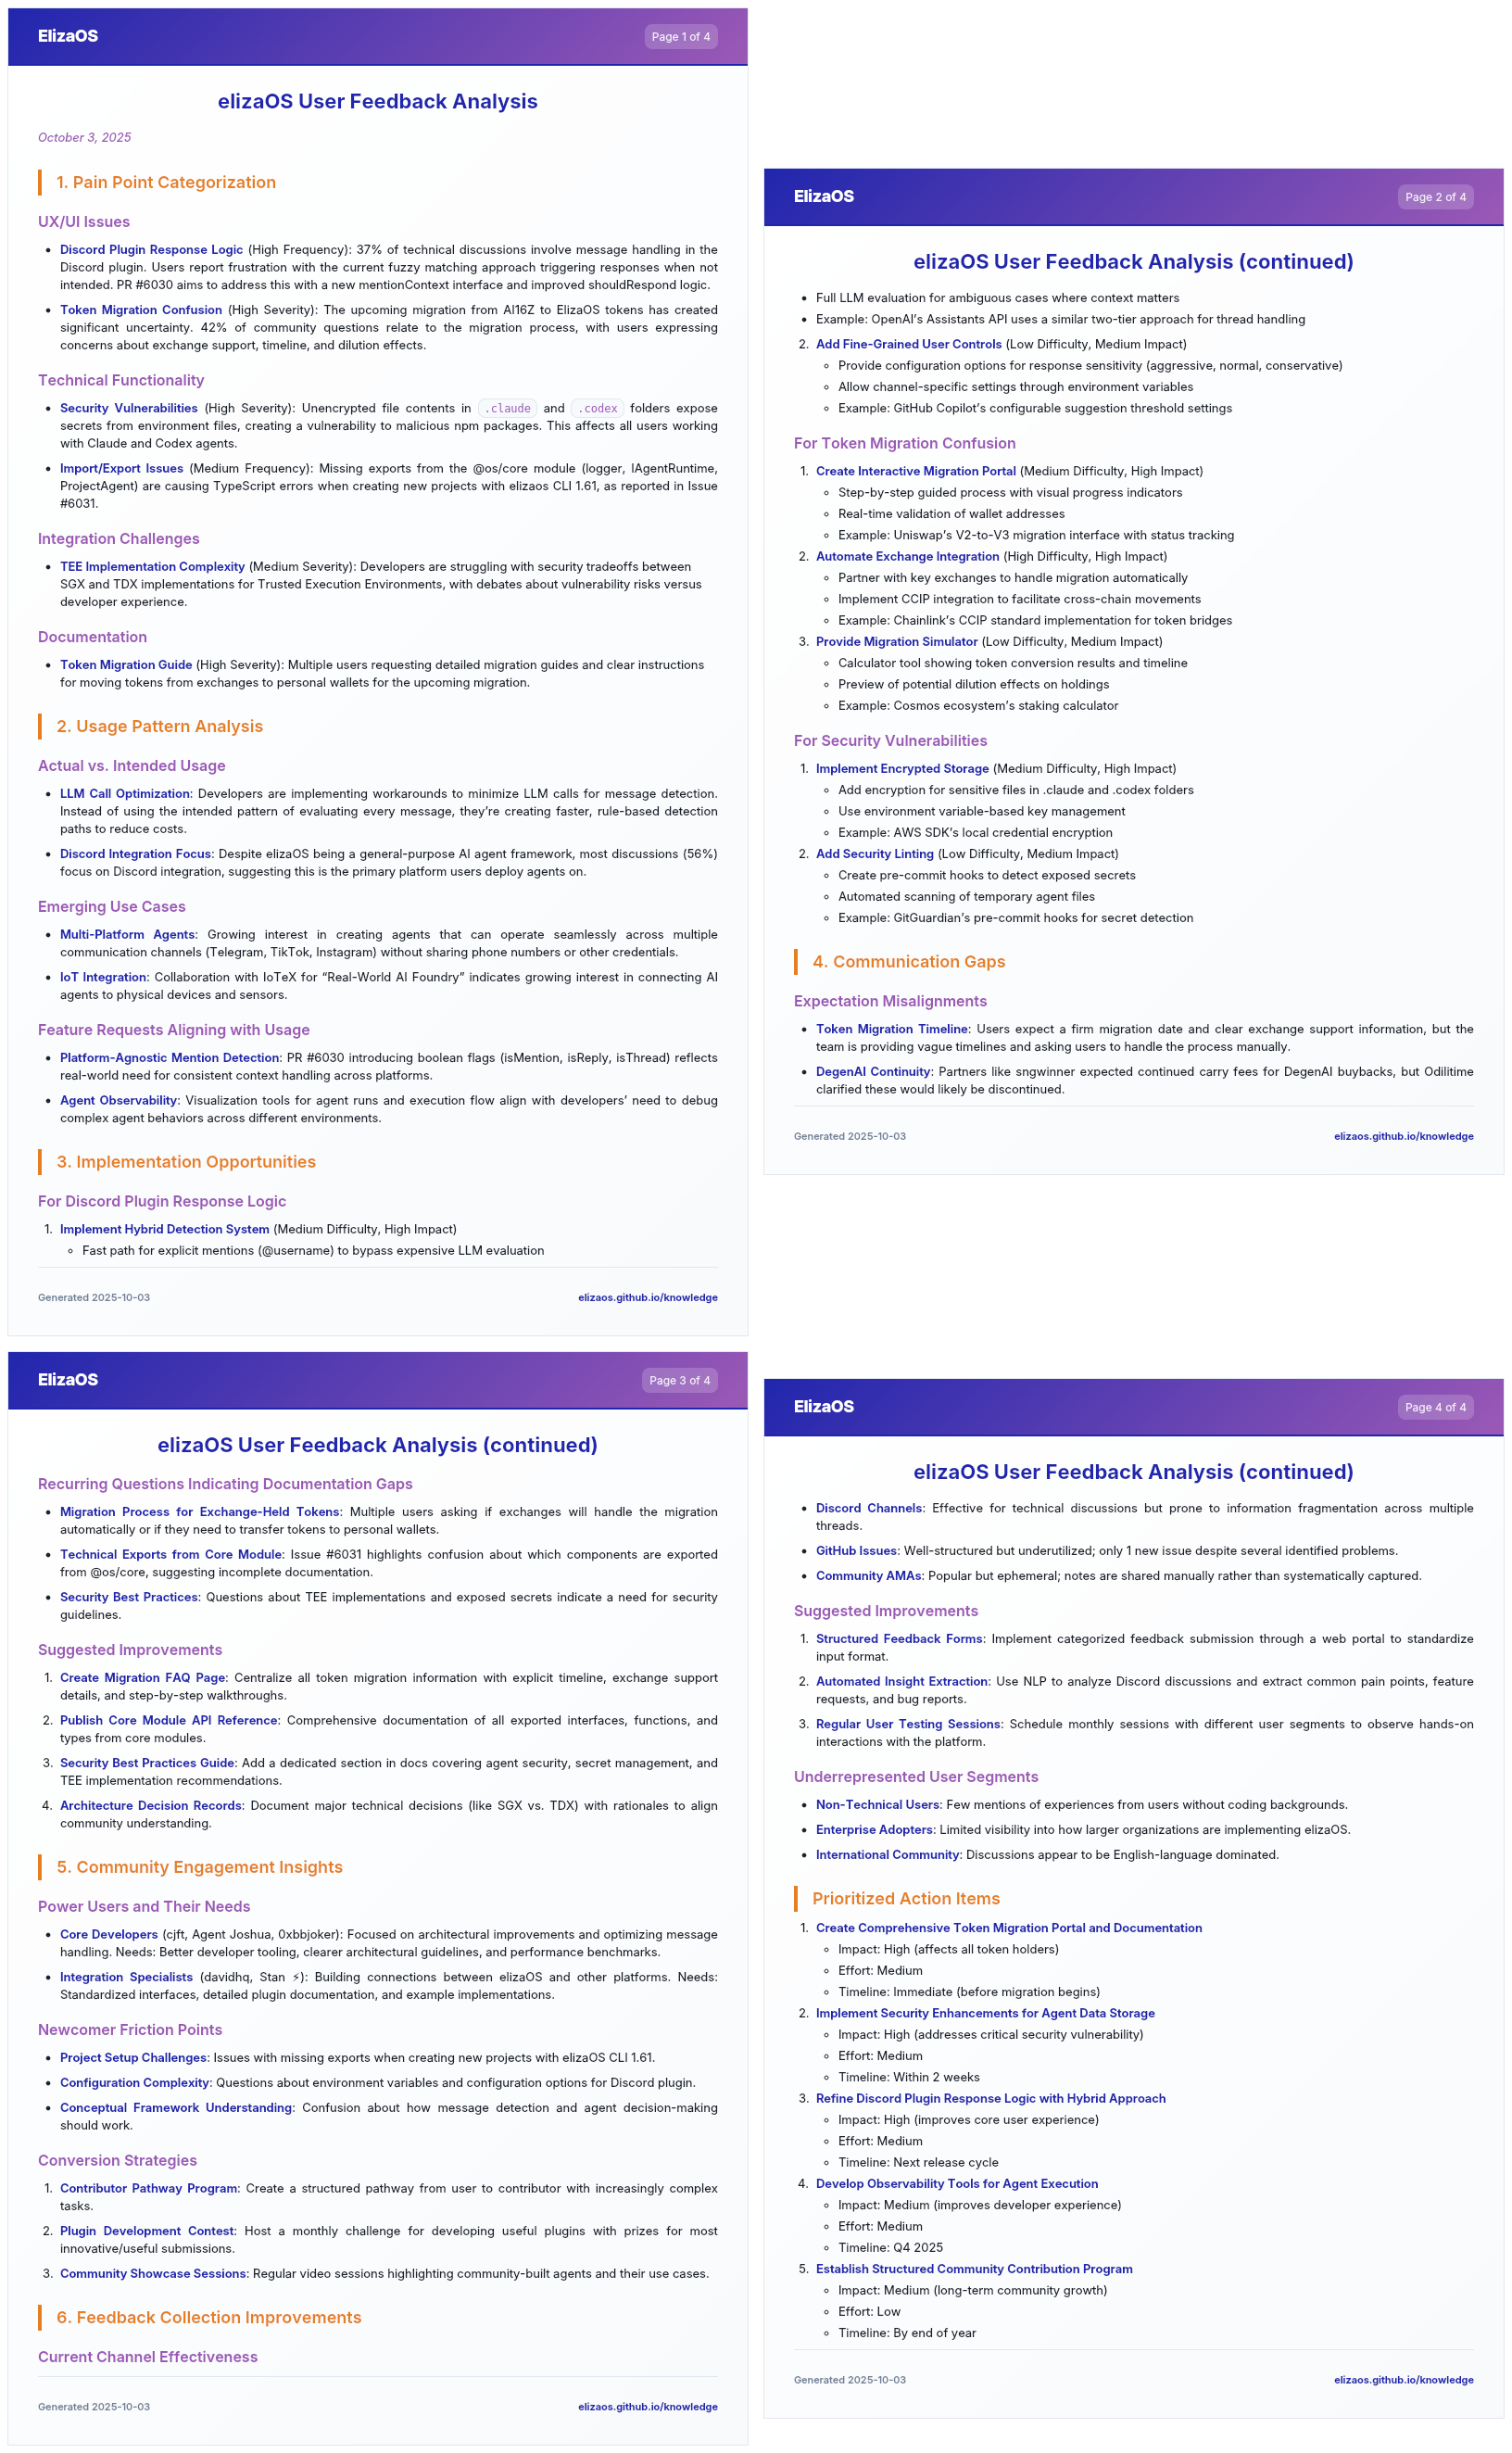 ElizaOS
Page 1 of 4
elizaOS User Feedback Analysis
October 3, 2025
1. Pain Point Categorization
UX/UI Issues
• Discord Plugin Response Logic (High Frequency): 37% of technical discussions involve message handling in the
Discord plugin. Users report frustration with the current fuzzy matching approach triggering responses when not
intended. PR #6030 aims to address this with a new mentionContext interface and improved shouldRespond logic.
• Token Migration Confusion (High Severity): The upcoming migration from AI16Z to ElizaOS tokens has created
significant uncertainty. 42% of community questions relate to the migration process, with users expressing
concerns about exchange support, timeline, and dilution effects.
Technical Functionality
• Security Vulnerabilities (High Severity): Unencrypted file contents in .claude and .codex folders expose
secrets from environment files, creating a vulnerability to malicious npm packages. This affects all users working
with Claude and Codex agents.
• Import/Export Issues (Medium Frequency): Missing exports from the @os/core module (logger, IAgentRuntime,
ProjectAgent) are causing TypeScript errors when creating new projects with elizaos CLI 1.61, as reported in Issue
#6031.
Integration Challenges
• TEE Implementation Complexity (Medium Severity): Developers are struggling with security tradeoffs between
SGX and TDX implementations for Trusted Execution Environments, with debates about vulnerability risks versus
developer experience.
Documentation
• Token Migration Guide (High Severity): Multiple users requesting detailed migration guides and clear instructions
for moving tokens from exchanges to personal wallets for the upcoming migration.
2. Usage Pattern Analysis
Actual vs. Intended Usage
• LLM Call Optimization: Developers are implementing workarounds to minimize LLM calls for message detection.
Instead of using the intended pattern of evaluating every message, they’re creating faster, rule-based detection
paths to reduce costs.
• Discord Integration Focus: Despite elizaOS being a general-purpose AI agent framework, most discussions (56%)
focus on Discord integration, suggesting this is the primary platform users deploy agents on.
Emerging Use Cases
• Multi-Platform Agents: Growing interest in creating agents that can operate seamlessly across multiple
communication channels (Telegram, TikTok, Instagram) without sharing phone numbers or other credentials.
• IoT Integration: Collaboration with IoTeX for “Real-World AI Foundry” indicates growing interest in connecting AI
agents to physical devices and sensors.
Feature Requests Aligning with Usage
• Platform-Agnostic Mention Detection: PR #6030 introducing boolean flags (isMention, isReply, isThread) reflects
real-world need for consistent context handling across platforms.
• Agent Observability: Visualization tools for agent runs and execution flow align with developers’ need to debug
complex agent behaviors across different environments.
3. Implementation Opportunities
For Discord Plugin Response Logic
1. Implement Hybrid Detection System (Medium Difficulty, High Impact)
◦ Fast path for explicit mentions (@username) to bypass expensive LLM evaluation
Generated 2025-10-03
elizaos.github.io/knowledge
ElizaOS
Page 2 of 4
elizaOS User Feedback Analysis (continued)
• Full LLM evaluation for ambiguous cases where context matters
• Example: OpenAI’s Assistants API uses a similar two-tier approach for thread handling
2. Add Fine-Grained User Controls (Low Difficulty, Medium Impact)
◦ Provide configuration options for response sensitivity (aggressive, normal, conservative)
◦ Allow channel-specific settings through environment variables
◦ Example: GitHub Copilot’s configurable suggestion threshold settings
For Token Migration Confusion
1. Create Interactive Migration Portal (Medium Difficulty, High Impact)
◦ Step-by-step guided process with visual progress indicators
◦ Real-time validation of wallet addresses
◦ Example: Uniswap’s V2-to-V3 migration interface with status tracking
2. Automate Exchange Integration (High Difficulty, High Impact)
◦ Partner with key exchanges to handle migration automatically
◦ Implement CCIP integration to facilitate cross-chain movements
◦ Example: Chainlink’s CCIP standard implementation for token bridges
3. Provide Migration Simulator (Low Difficulty, Medium Impact)
◦ Calculator tool showing token conversion results and timeline
◦ Preview of potential dilution effects on holdings
◦ Example: Cosmos ecosystem’s staking calculator
For Security Vulnerabilities
1. Implement Encrypted Storage (Medium Difficulty, High Impact)
◦ Add encryption for sensitive files in .claude and .codex folders
◦ Use environment variable-based key management
◦ Example: AWS SDK’s local credential encryption
2. Add Security Linting (Low Difficulty, Medium Impact)
◦ Create pre-commit hooks to detect exposed secrets
◦ Automated scanning of temporary agent files
◦ Example: GitGuardian’s pre-commit hooks for secret detection
4. Communication Gaps
Expectation Misalignments
• Token Migration Timeline: Users expect a firm migration date and clear exchange support information, but the
team is providing vague timelines and asking users to handle the process manually.
• DegenAI Continuity: Partners like sngwinner expected continued carry fees for DegenAI buybacks, but Odilitime
clarified these would likely be discontinued.
Generated 2025-10-03
elizaos.github.io/knowledge
ElizaOS
Page 3 of 4
elizaOS User Feedback Analysis (continued)
Recurring Questions Indicating Documentation Gaps
• Migration Process for Exchange-Held Tokens: Multiple users asking if exchanges will handle the migration
automatically or if they need to transfer tokens to personal wallets.
• Technical Exports from Core Module: Issue #6031 highlights confusion about which components are exported
from @os/core, suggesting incomplete documentation.
• Security Best Practices: Questions about TEE implementations and exposed secrets indicate a need for security
guidelines.
Suggested Improvements
1. Create Migration FAQ Page: Centralize all token migration information with explicit timeline, exchange support
details, and step-by-step walkthroughs.
2. Publish Core Module API Reference: Comprehensive documentation of all exported interfaces, functions, and
types from core modules.
3. Security Best Practices Guide: Add a dedicated section in docs covering agent security, secret management, and
TEE implementation recommendations.
4. Architecture Decision Records: Document major technical decisions (like SGX vs. TDX) with rationales to align
community understanding.
5. Community Engagement Insights
Power Users and Their Needs
• Core Developers (cjft, Agent Joshua, 0xbbjoker): Focused on architectural improvements and optimizing message
handling. Needs: Better developer tooling, clearer architectural guidelines, and performance benchmarks.
• Integration Specialists (davidhq, Stan ⚡): Building connections between elizaOS and other platforms. Needs:
Standardized interfaces, detailed plugin documentation, and example implementations.
Newcomer Friction Points
• Project Setup Challenges: Issues with missing exports when creating new projects with elizaOS CLI 1.61.
• Configuration Complexity: Questions about environment variables and configuration options for Discord plugin.
• Conceptual Framework Understanding: Confusion about how message detection and agent decision-making
should work.
Conversion Strategies
1. Contributor Pathway Program: Create a structured pathway from user to contributor with increasingly complex
tasks.
2. Plugin Development Contest: Host a monthly challenge for developing useful plugins with prizes for most
innovative/useful submissions.
3. Community Showcase Sessions: Regular video sessions highlighting community-built agents and their use cases.
6. Feedback Collection Improvements
Current Channel Effectiveness
Generated 2025-10-03
elizaos.github.io/knowledge
ElizaOS
Page 4 of 4
elizaOS User Feedback Analysis (continued)
• Discord Channels: Effective for technical discussions but prone to information fragmentation across multiple
threads.
• GitHub Issues: Well-structured but underutilized; only 1 new issue despite several identified problems.
• Community AMAs: Popular but ephemeral; notes are shared manually rather than systematically captured.
Suggested Improvements
1. Structured Feedback Forms: Implement categorized feedback submission through a web portal to standardize
input format.
2. Automated Insight Extraction: Use NLP to analyze Discord discussions and extract common pain points, feature
requests, and bug reports.
3. Regular User Testing Sessions: Schedule monthly sessions with different user segments to observe hands-on
interactions with the platform.
Underrepresented User Segments
• Non-Technical Users: Few mentions of experiences from users without coding backgrounds.
• Enterprise Adopters: Limited visibility into how larger organizations are implementing elizaOS.
• International Community: Discussions appear to be English-language dominated.
Prioritized Action Items
1. Create Comprehensive Token Migration Portal and Documentation
◦ Impact: High (affects all token holders)
◦ Effort: Medium
◦ Timeline: Immediate (before migration begins)
2. Implement Security Enhancements for Agent Data Storage
◦ Impact: High (addresses critical security vulnerability)
◦ Effort: Medium
◦ Timeline: Within 2 weeks
3. Refine Discord Plugin Response Logic with Hybrid Approach
◦ Impact: High (improves core user experience)
◦ Effort: Medium
◦ Timeline: Next release cycle
4. Develop Observability Tools for Agent Execution
◦ Impact: Medium (improves developer experience)
◦ Effort: Medium
◦ Timeline: Q4 2025
5. Establish Structured Community Contribution Program
◦ Impact: Medium (long-term community growth)
◦ Effort: Low
◦ Timeline: By end of year
Generated 2025-10-03
elizaos.github.io/knowledge